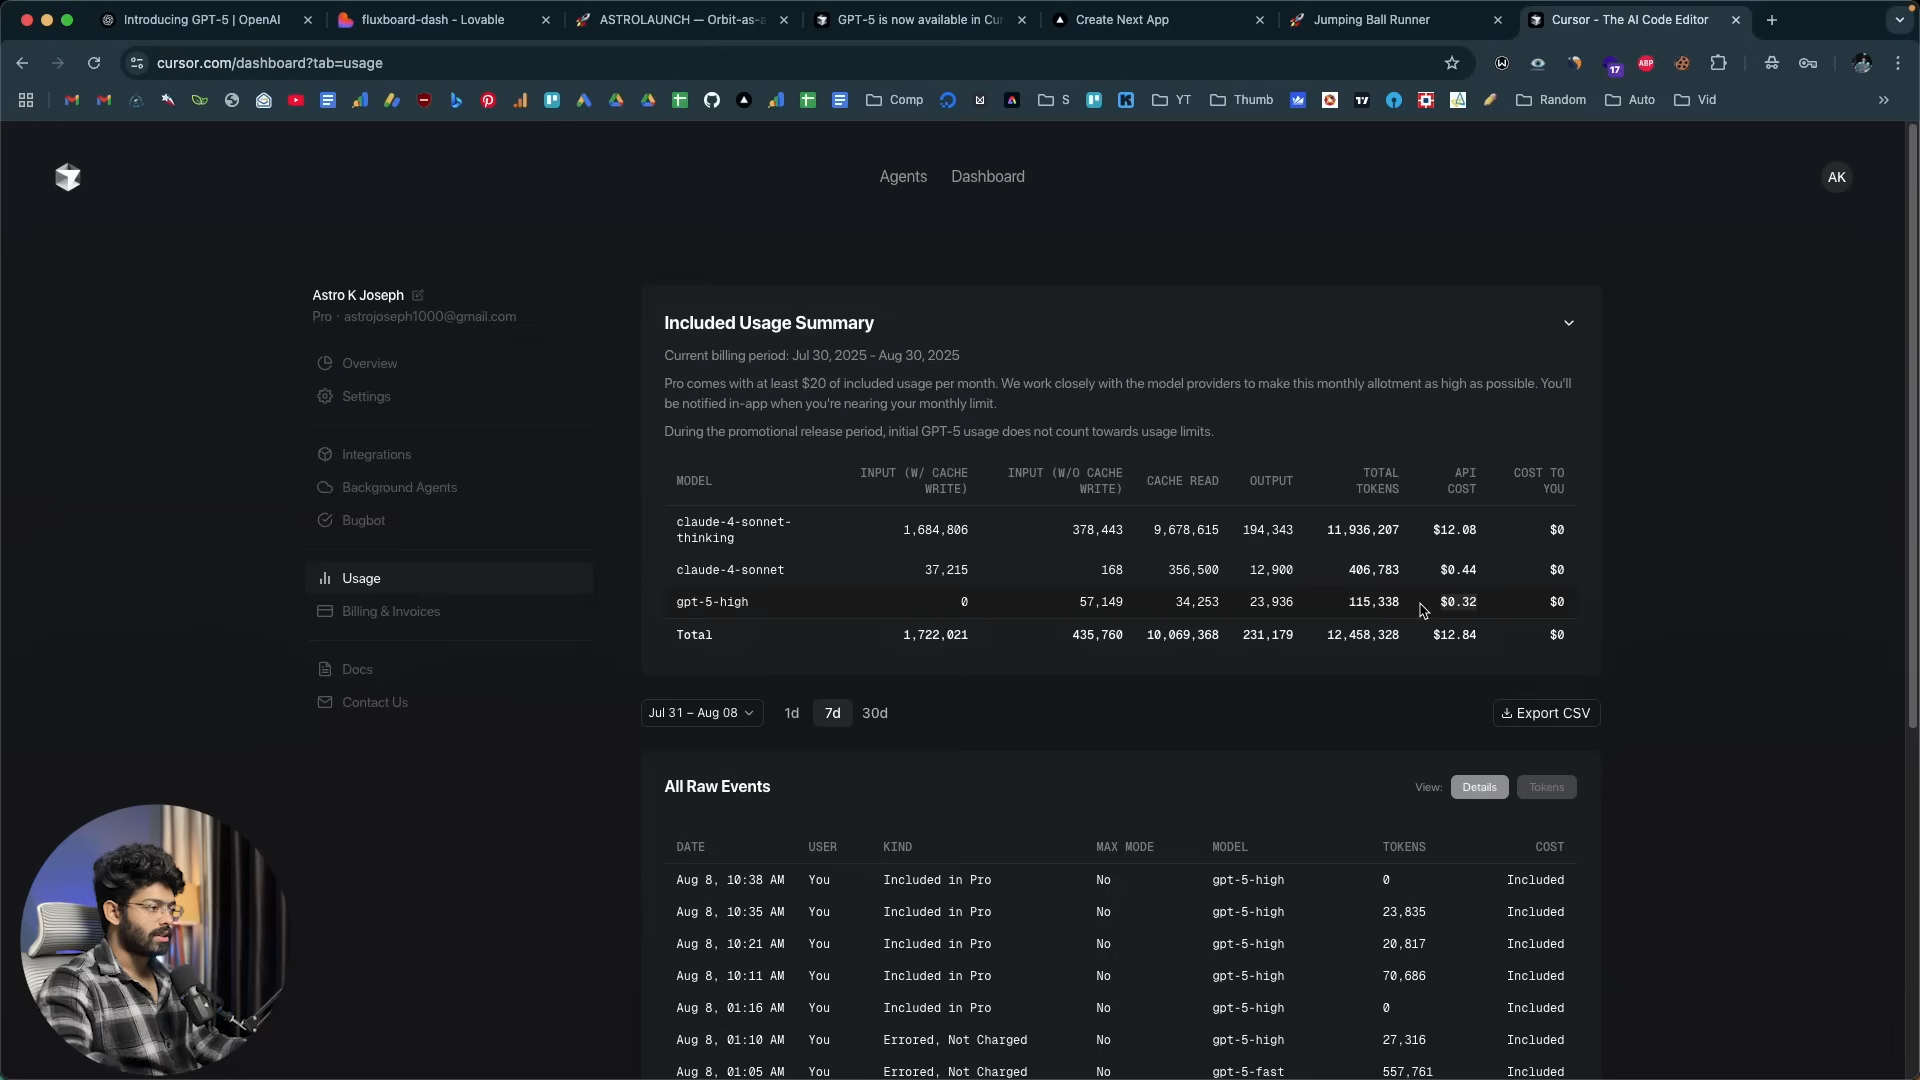 Introducing GPT-5 | OpenAI
fluxboard-dash - Lovable
ASTROLAUNCH — Orbit-as-a
GPT-5 is now available in Cur
Create Next App
Jumping Ball Runner
Cursor - The AI Code Editor
cursor.com/dashboard?tab=usage
17
ABP
Comp
S
YT
Thumb
Random
Auto
Vid
Agents
Dashboard
AK
Astro K Joseph
Pro · astrojoseph1000@gmail.com
Overview
Settings
Integrations
Background Agents
Bugbot
Usage
Billing & Invoices
Docs
Contact Us
Included Usage Summary
Current billing period: Jul 30, 2025 - Aug 30, 2025
Pro comes with at least $20 of included usage per month. We work closely with the model providers to make this monthly allotment as high as possible. You'll
be notified in-app when you're nearing your monthly limit.
During the promotional release period, initial GPT-5 usage does not count towards usage limits.
MODEL INPUT (W/ CACHE WRITE) INPUT (W/O CACHE WRITE) CACHE READ OUTPUT TOTAL TOKENS API COST COST TO YOU
claude-4-sonnet-thinking 1,684,806 378,443 9,678,615 194,343 11,936,207 $12.08 $0
claude-4-sonnet 37,215 168 356,500 12,900 406,783 $0.44 $0
gpt-5-high 0 57,149 34,253 23,936 115,338 $0.32 $0
Total 1,722,021 435,760 10,069,368 231,179 12,458,328 $12.84 $0
Jul 31 – Aug 08 1d 7d 30d Export CSV
All Raw Events View: Details Tokens
DATE USER KIND MAX MODE MODEL TOKENS COST
Aug 8, 10:38 AM You Included in Pro No gpt-5-high 0 Included
Aug 8, 10:35 AM You Included in Pro No gpt-5-high 23,835 Included
Aug 8, 10:21 AM You Included in Pro No gpt-5-high 20,817 Included
Aug 8, 10:11 AM You Included in Pro No gpt-5-high 70,686 Included
Aug 8, 01:16 AM You Included in Pro No gpt-5-high 0 Included
Aug 8, 01:10 AM You Errored, Not Charged No gpt-5-high 27,316 Included
Aug 8, 01:05 AM You Errored, Not Charged No gpt-5-fast 557,761 Included